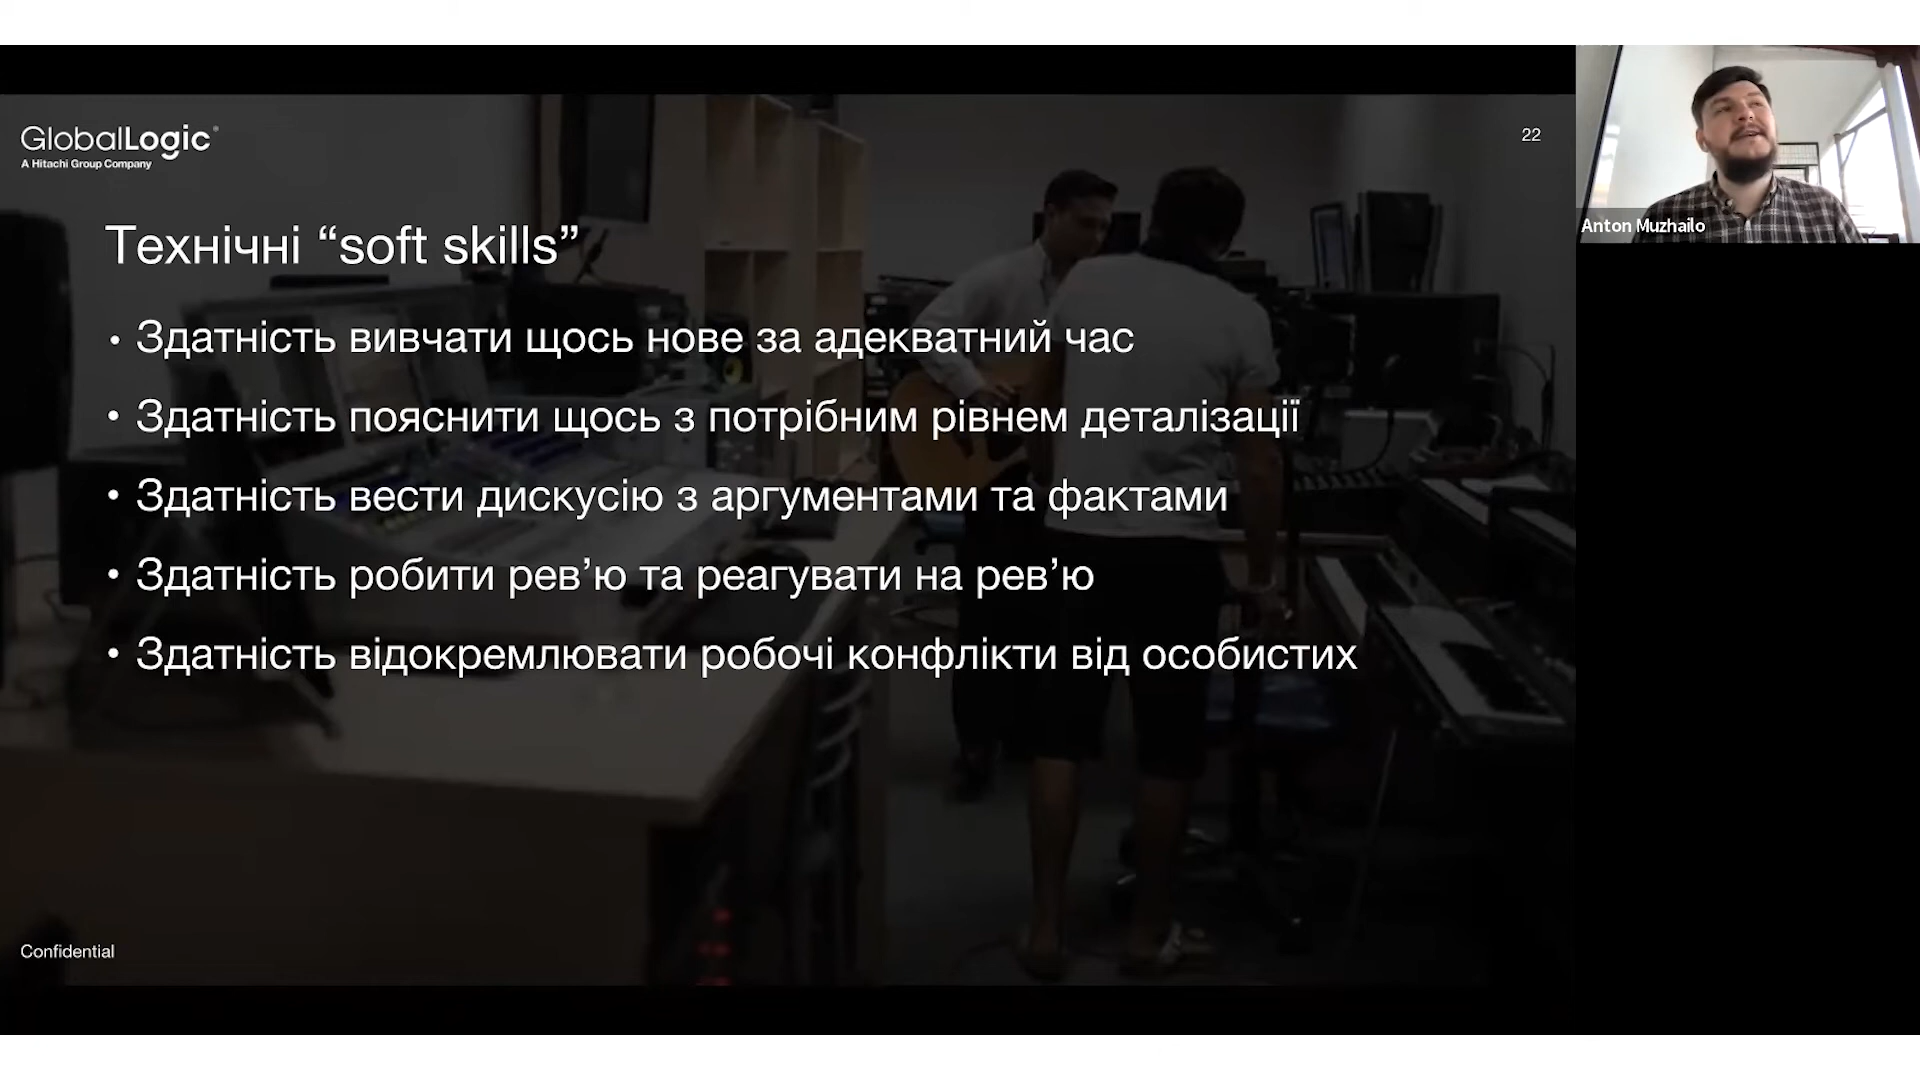 GlobalLogic
A Hitachi Group Company
22
Anton Muzhailo
Технічні “soft skills”
• Здатність вивчати щось нове за адекватний час
• Здатність пояснити щось з потрібним рівнем деталізації
• Здатність вести дискусію з аргументами та фактами
• Здатність робити рев’ю та реагувати на рев’ю
• Здатність відокремлювати робочі конфлікти від особистих
Confidential